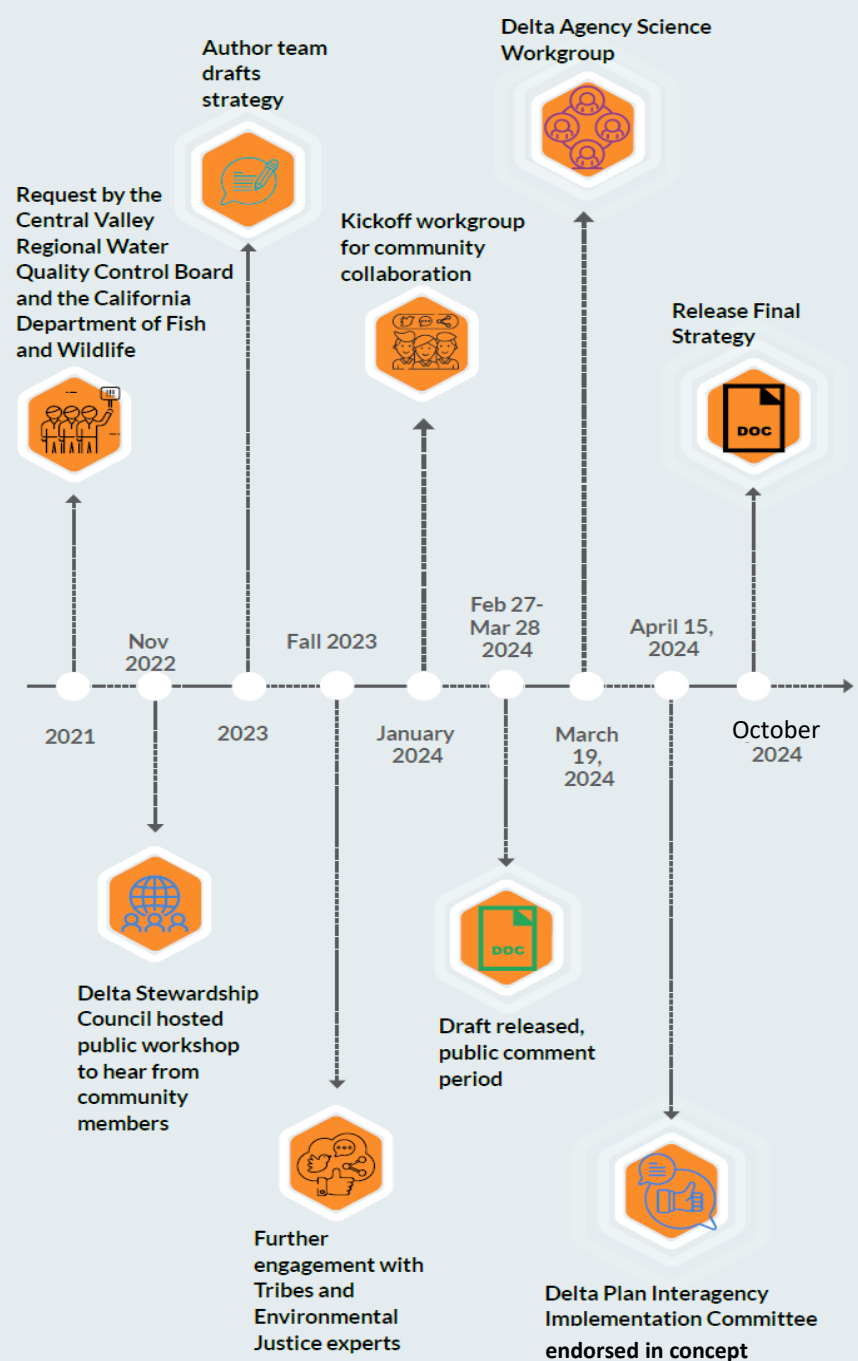 Delta Agency Science
Workgroup
Author team
drafts
strategy
Request by the
Central Valley
Regional Water
Quality Control Board
and the California
Department of Fish
and Wildlife
Kickoff workgroup
for community
collaboration
Release Final
Strategy
DOC
Nov
2022
Fall 2023
Feb 27-
Mar 28
2024
April 15,
2024
2021
2023
January
2024
March
19,
2024
October
2024
Delta Stewardship
Council hosted
public workshop
to hear from
community
members
DOC
Draft released,
public comment
period
Further
engagement with
Tribes and
Environmental
Justice experts
Delta Plan Interagency
Implementation Committee
endorsed in concept